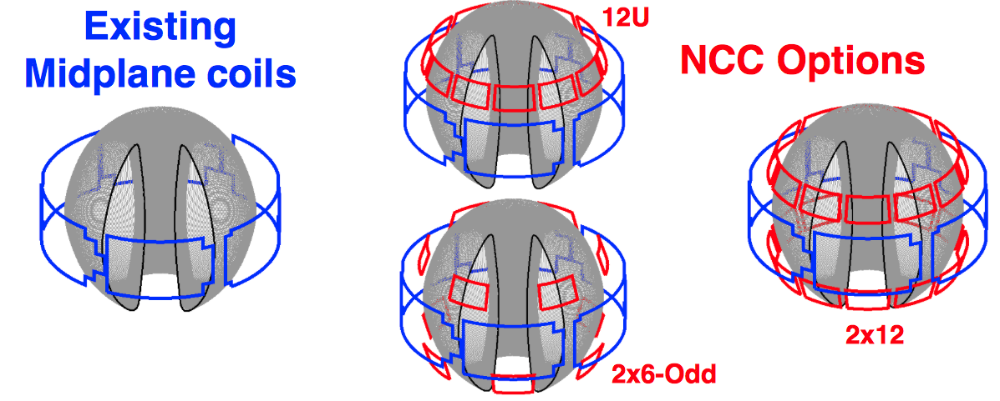 Existing
Midplane coils
12U
NCC Options
2x6-Odd
2x12